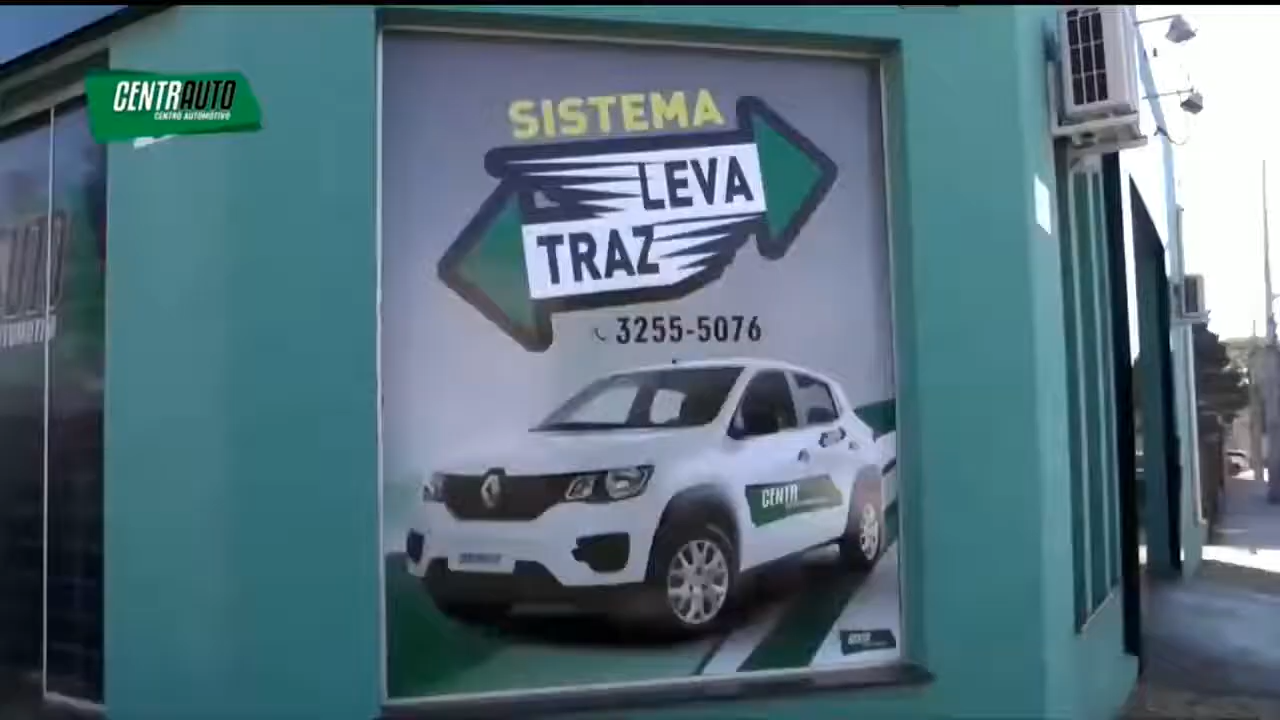 CENTRAUTO
CENTRO AUTOMOTIVO
SISTEMA
LEVA
TRAZ
3255-5076
CENTR